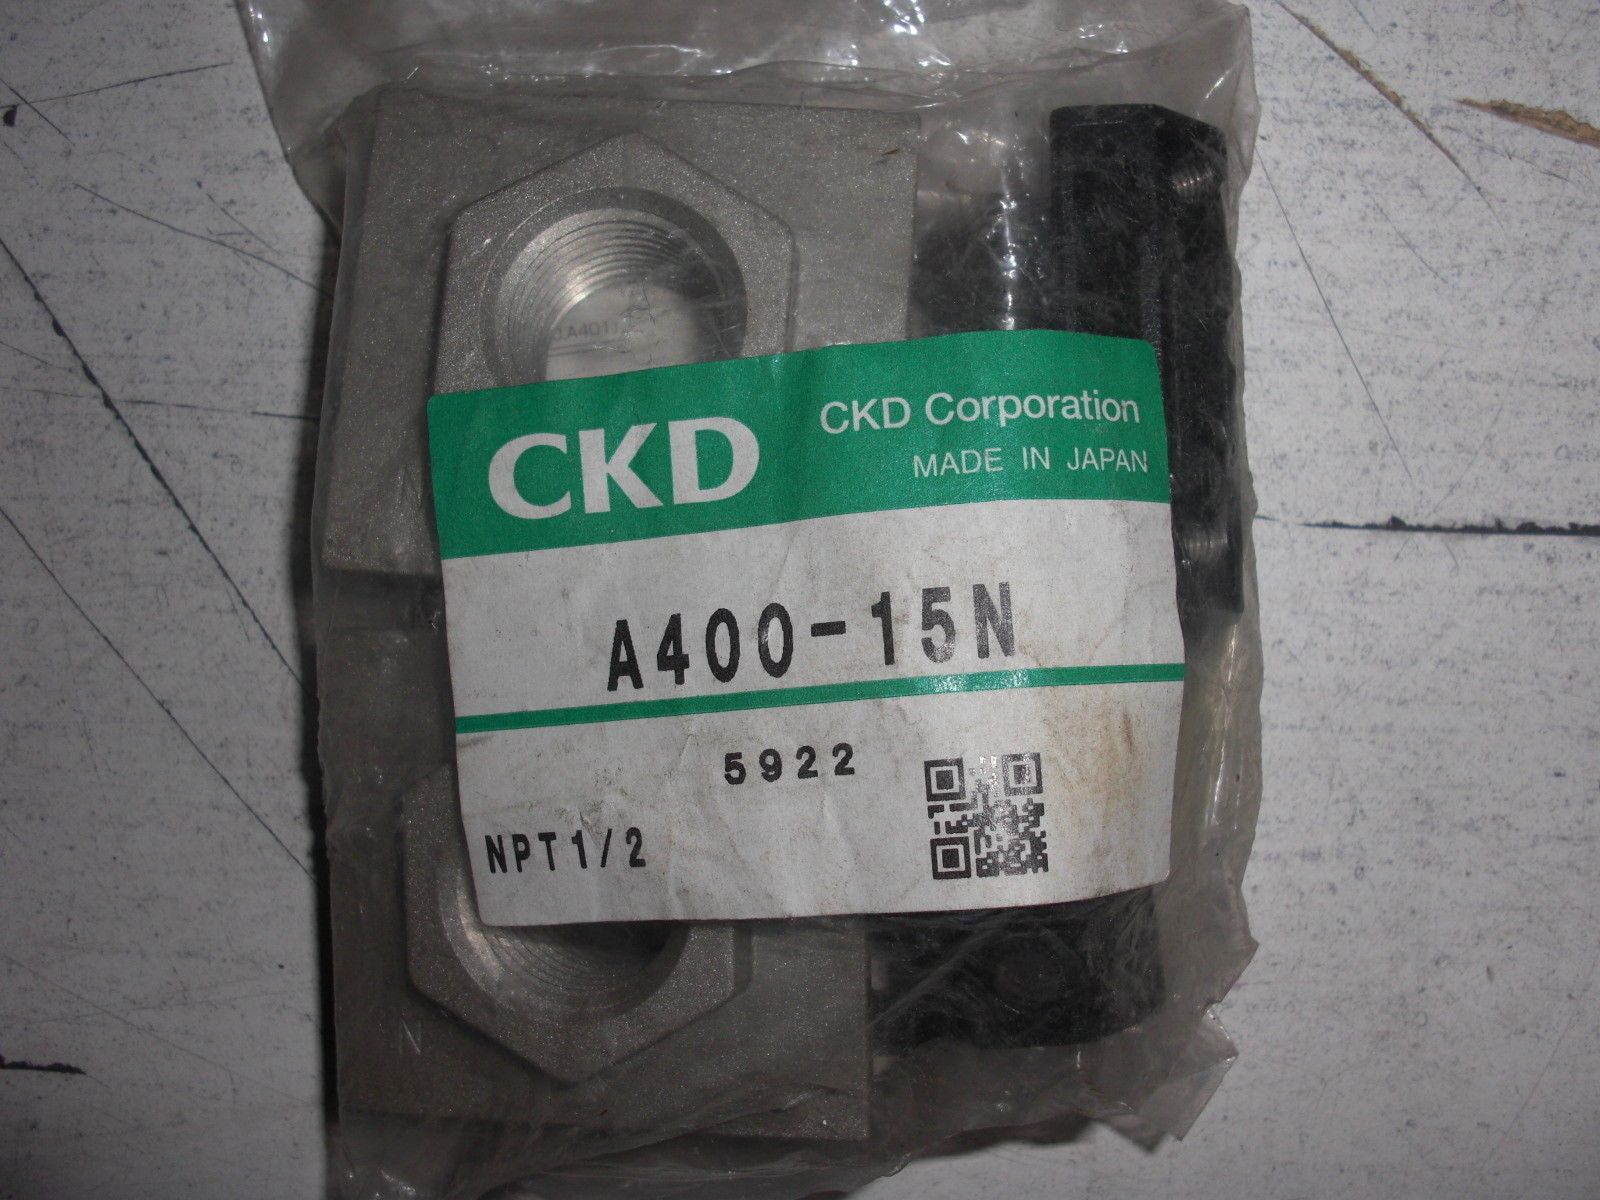 CKD
CKD Corporation
MADE IN JAPAN
A400-15N
5922
NPT1/2